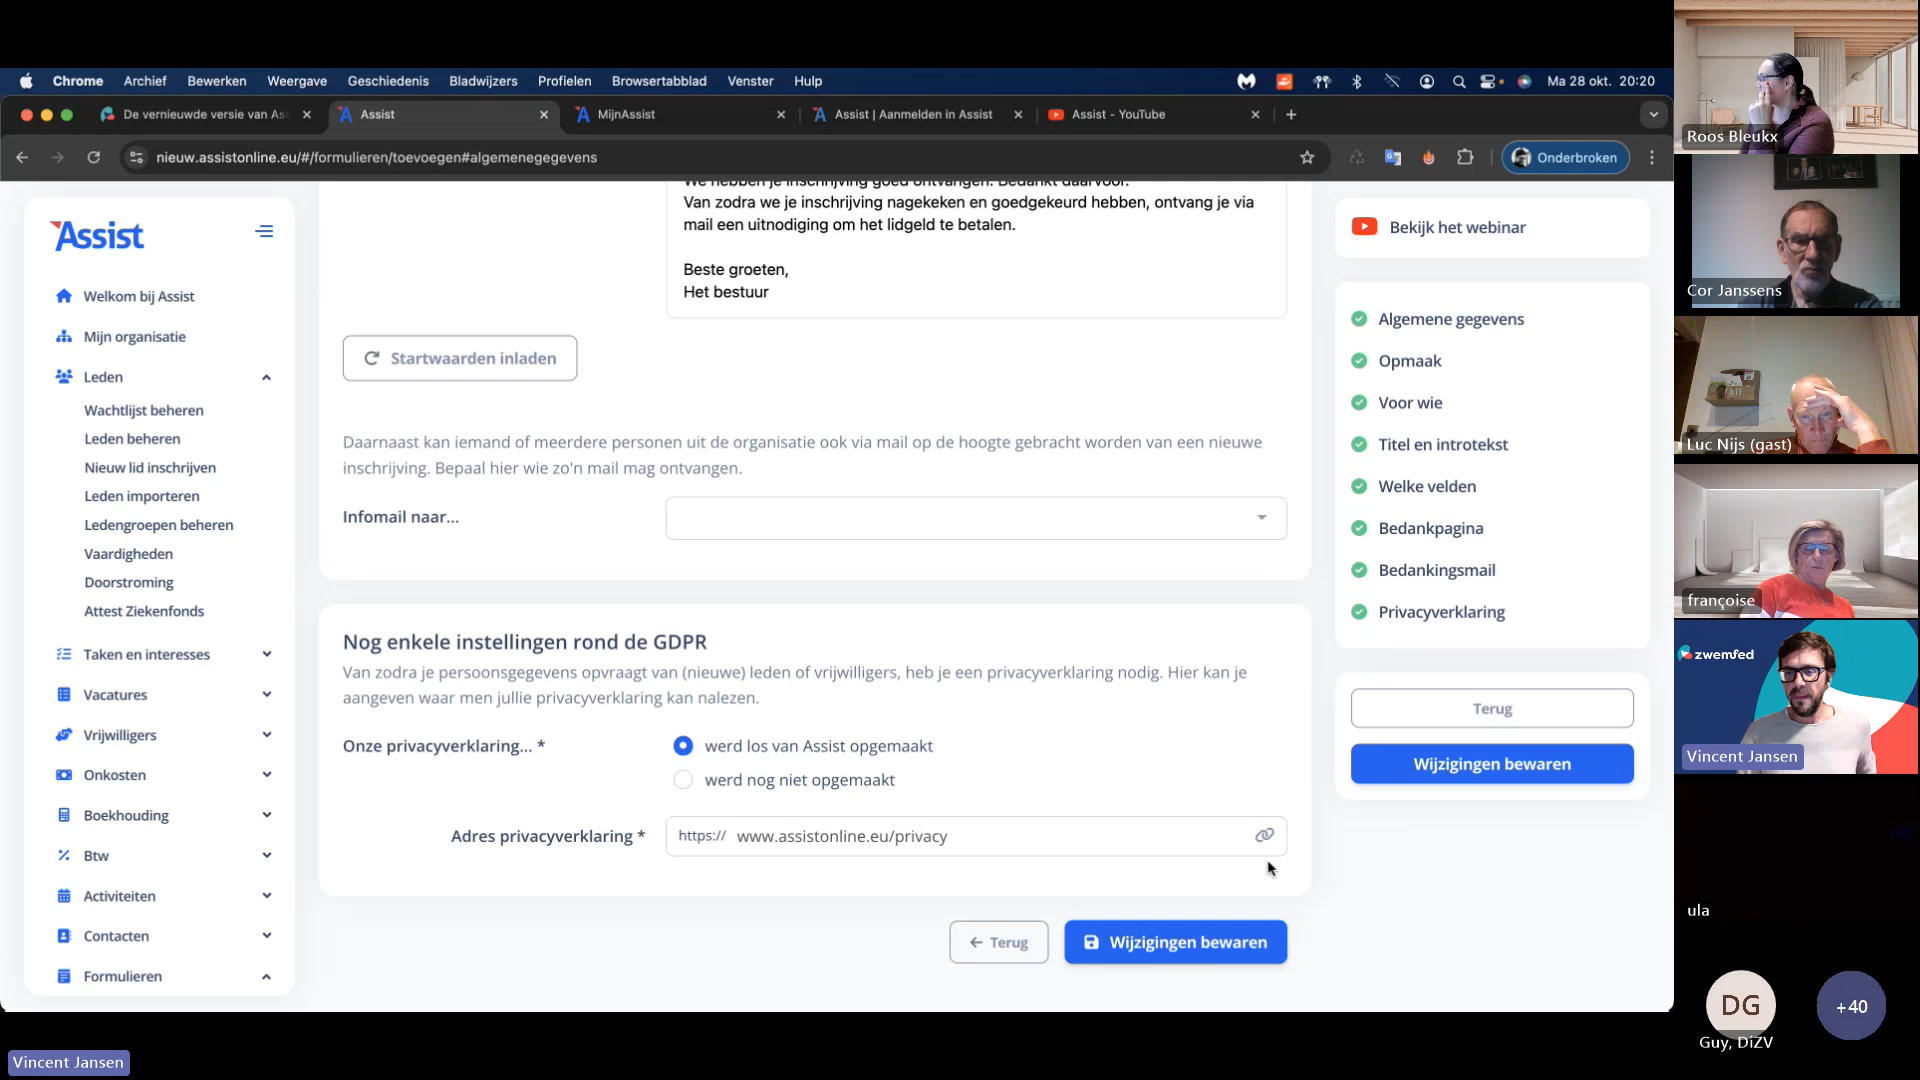 Chrome Archief Bewerken Weergave Geschiedenis Bladwijzers Profielen Browsertabblad Venster Hulp Ma 28 okt. 20:20
De vernieuwde versie van Ass
Assist
MijnAssist
Assist | Aanmelden in Assist
Assist - YouTube
nieuw.assistonline.eu/#/formulieren/toevoegen#algemenegegevens
Onderbroken
Assist
Welkom bij Assist
Mijn organisatie
Leden
Wachtlijst beheren
Leden beheren
Nieuw lid inschrijven
Leden importeren
Ledengroepen beheren
Vaardigheden
Doorstroming
Attest Ziekenfonds
Taken en interesses
Vacatures
Vrijwilligers
Onkosten
Boekhouding
Btw
Activiteiten
Contacten
Formulieren
We hebben je inschrijving goed ontvangen. Bedankt daarvoor.
Van zodra we je inschrijving nagekeken en goedgekeurd hebben, ontvang je via
mail een uitnodiging om het lidgeld te betalen.
Beste groeten,
Het bestuur
Startwaarden inladen
Daarnaast kan iemand of meerdere personen uit de organisatie ook via mail op de hoogte gebracht worden van een nieuwe
inschrijving. Bepaal hier wie zo'n mail mag ontvangen.
Infomail naar...
Nog enkele instellingen rond de GDPR
Van zodra je persoonsgegevens opvraagt van (nieuwe) leden of vrijwilligers, heb je een privacyverklaring nodig. Hier kan je
aangeven waar men jullie privacyverklaring kan nalezen.
Onze privacyverklaring... *
werd los van Assist opgemaakt
werd nog niet opgemaakt
Adres privacyverklaring *
https:// www.assistonline.eu/privacy
Terug
Wijzigingen bewaren
Bekijk het webinar
Algemene gegevens
Opmaak
Voor wie
Titel en introtekst
Welke velden
Bedankpagina
Bedankingsmail
Privacyverklaring
Terug
Wijzigingen bewaren
Roos Bleukx
Cor Janssens
Luc Nijs (gast)
françoise
zwemfed
Vincent Jansen
ula
DG
Guy, DiZV
+40
Vincent Jansen